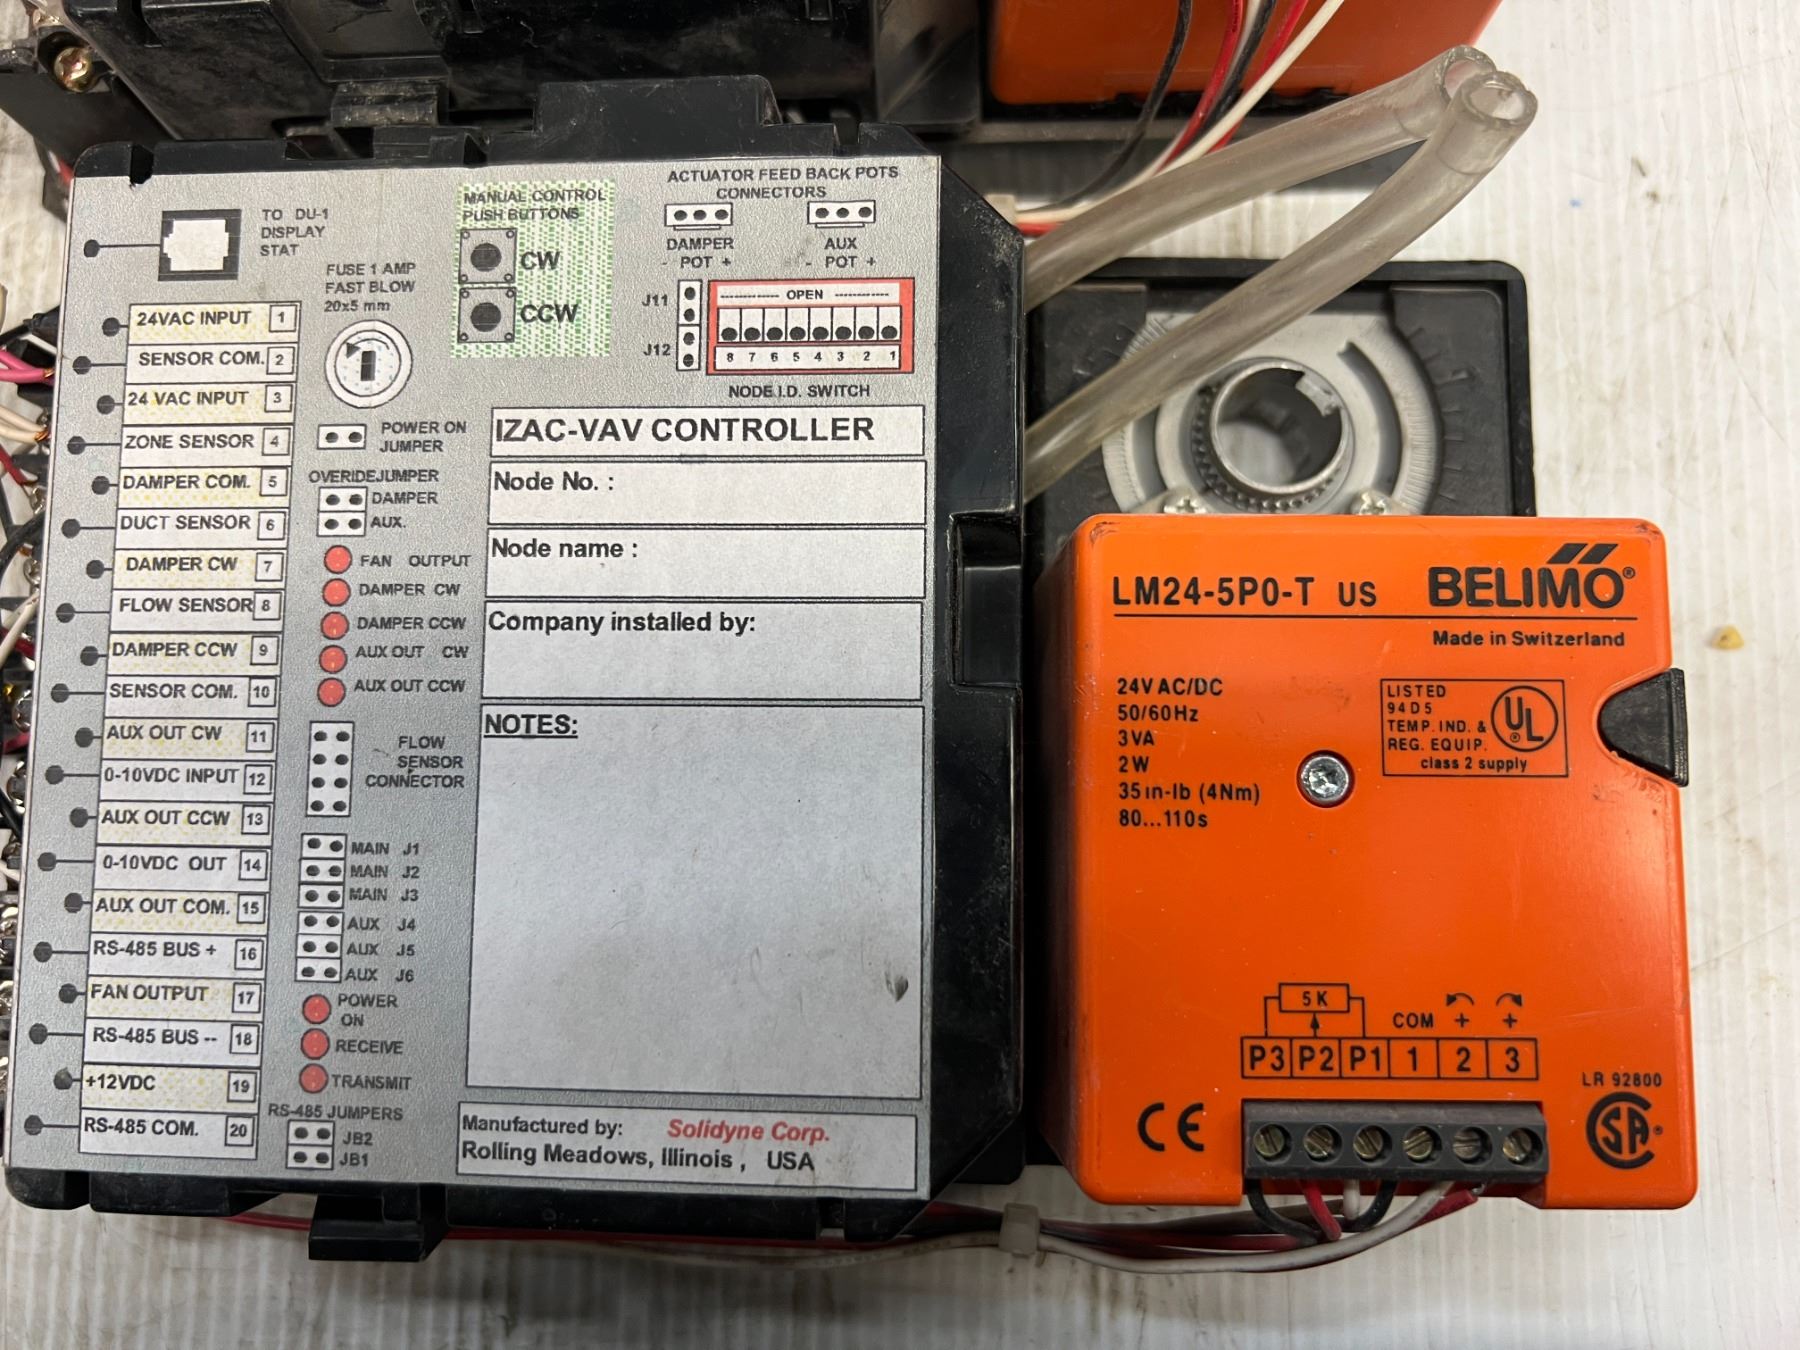 TO DU-1
DISPLAY
STAT
24VAC INPUT 1
SENSOR COM. 2
24 VAC INPUT 3
ZONE SENSOR 4
DAMPER COM. 5
DUCT SENSOR 6
DAMPER CW 7
FLOW SENSOR 8
DAMPER CCW 9
SENSOR COM. 10
AUX OUT CW 11
0-10VDC INPUT 12
AUX OUT CCW 13
0-10VDC OUT 14
AUX OUT COM. 15
RS-485 BUS + 16
FAN OUTPUT 17
RS-485 BUS -- 18
+12VDC 19
RS-485 COM. 20
FUSE 1 AMP
FAST BLOW
20x5 mm
POWER ON
JUMPER
OVERIDEJUMPER
DAMPER
AUX.
FAN OUTPUT
DAMPER CW
DAMPER CCW
AUX OUT CW
AUX OUT CCW
FLOW
SENSOR
CONNECTOR
MAIN J1
MAIN J2
MAIN J3
AUX J4
AUX J5
AUX J6
POWER
ON
RECEIVE
TRANSMIT
RS-485 JUMPERS
JB2
JB1
MANUAL CONTROL
PUSH BUTTONS
CW
CCW
ACTUATOR FEED BACK POTS
CONNECTORS
DAMPER
- POT +
AUX
- POT +
J11
J12
------------ OPEN -----------
8 7 6 5 4 3 2 1
NODE I.D. SWITCH
IZAC-VAV CONTROLLER
Node No. :
Node name :
Company installed by:
NOTES:
Manufactured by: Solidyne Corp.
Rolling Meadows, Illinois , USA
LM24-5P0-T US BELIMO®
Made in Switzerland
24V AC/DC
50/60Hz
3VA
2W
35 in-lb (4Nm)
80...110s
LISTED
94D5
TEMP. IND. &
REG. EQUIP.
class 2 supply
UL®
5K
COM + +
P3 P2 P1 1 2 3
CE
LR 92800
CSA®